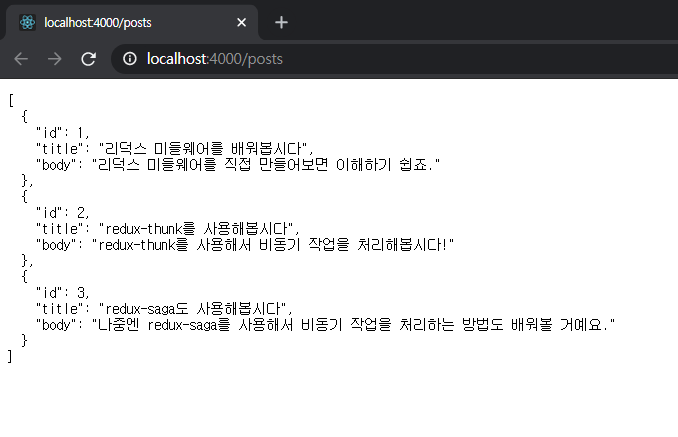 localhost:4000/posts
localhost:4000/posts
[
  {
    "id": 1,
    "title": "리덕스 미들웨어를 배워봅시다",
    "body": "리덕스 미들웨어를 직접 만들어보면 이해하기 쉽죠."
  },
  {
    "id": 2,
    "title": "redux-thunk를 사용해봅시다",
    "body": "redux-thunk를 사용해서 비동기 작업을 처리해봅시다!"
  },
  {
    "id": 3,
    "title": "redux-saga도 사용해봅시다",
    "body": "나중엔 redux-saga를 사용해서 비동기 작업을 처리하는 방법도 배워볼 거예요."
  }
]